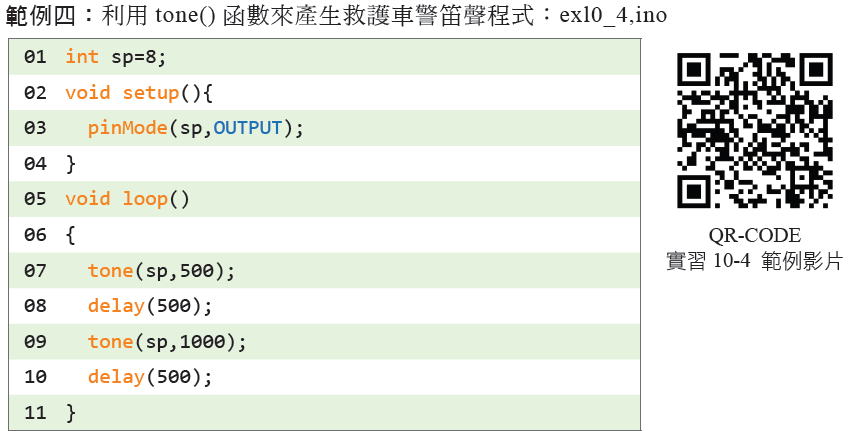 範例四：利用 tone() 函數來產生救護車警笛聲程式：exl0_4,ino
01 int sp=8;
02 void setup(){
03 pinMode(sp,OUTPUT);
04 }
05 void loop()
06 {
07 tone(sp,500);
08 delay(500);
09 tone(sp,1000);
10 delay(500);
11 }
QR-CODE
實習 10-4 範例影片